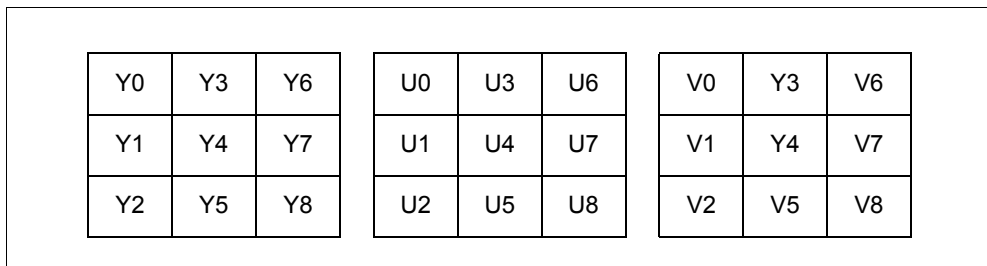 Y0 Y3 Y6 U0 U3 U6 V0 Y3 V6
Y1 Y4 Y7 U1 U4 U7 V1 Y4 V7
Y2 Y5 Y8 U2 U5 U8 V2 V5 V8